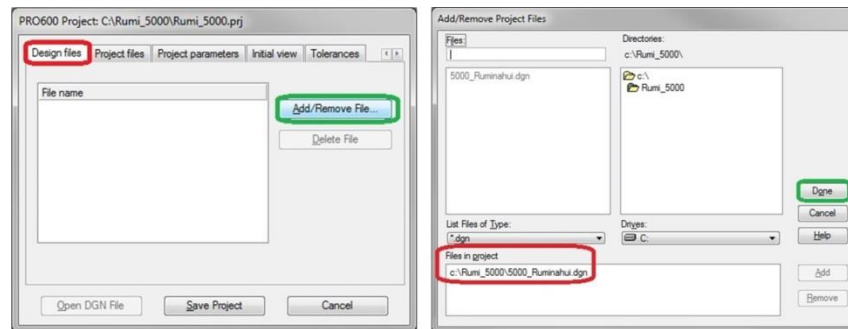 PRO600 Project: C:\Rumi_5000\Rumi_5000.prj
Design files Project files Project parameters Initial view Tolerances
File name
Add/Remove File...
Delete File
Open DGN File Save Project Cancel
Add/Remove Project Files
Files:
Directories:
c:\Rumi_5000\
5000_Ruminahui.dgn
c:\
Rumi_5000
Done
Cancel
Help
List Files of Type:
Drives:
*.dgn
C:
Files in project
c:\Rumi_5000\5000_Ruminahui.dgn
Add
Remove